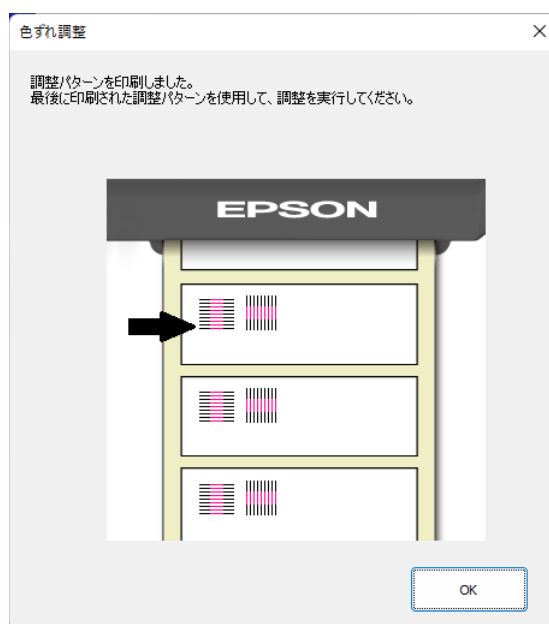 色ずれ調整
調整パターンを印刷しました。
最後に印刷された調整パターンを使用して、調整を実行してください。
EPSON
OK